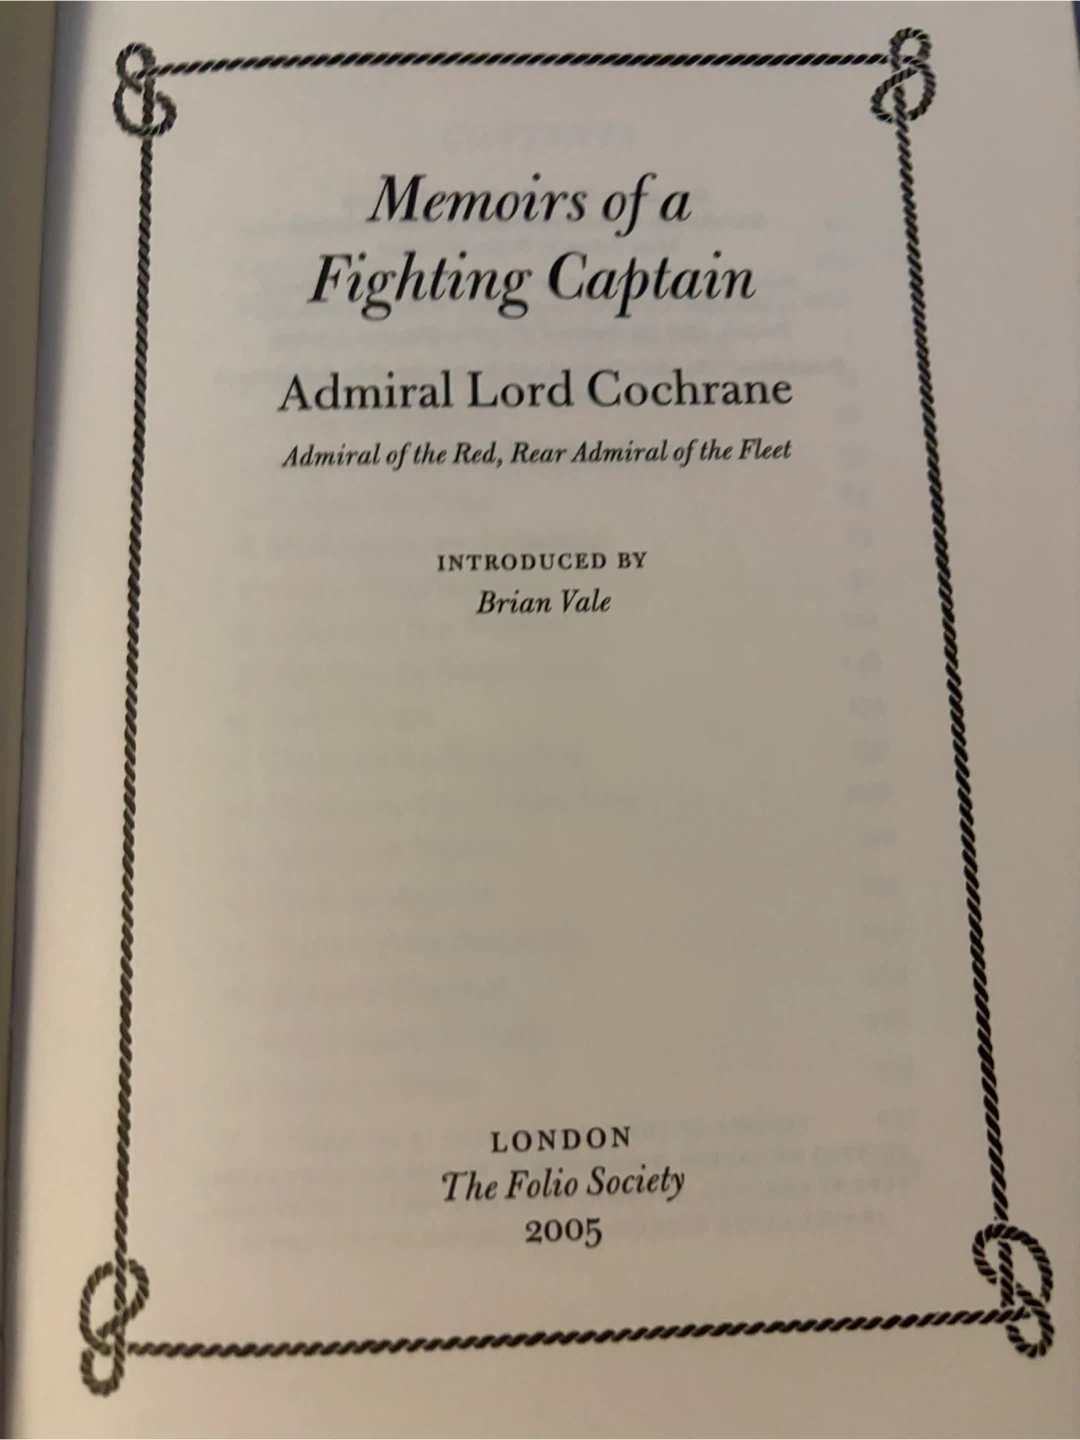 Memoirs of a
Fighting Captain
Admiral Lord Cochrane
Admiral of the Red, Rear Admiral of the Fleet
INTRODUCED BY
Brian Vale
LONDON
The Folio Society
2005